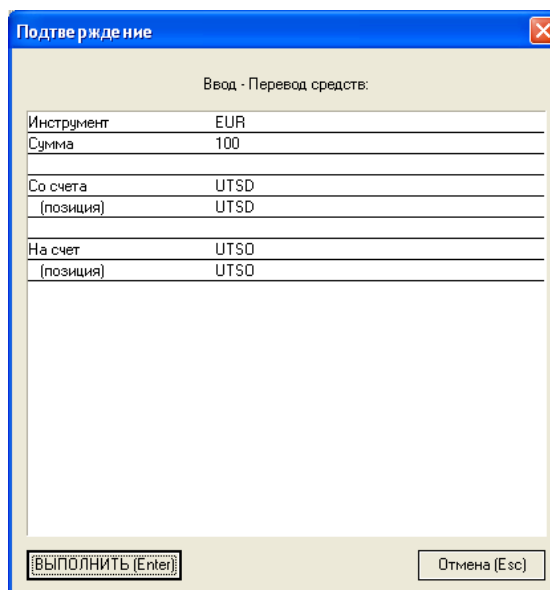 Подтверждение
Ввод - Перевод средств:
Инструмент EUR
Сумма 100
Со счета UTSD
(позиция) UTSD
На счет UTSO
(позиция) UTSO
ВЫПОЛНИТЬ (Enter) Отмена (Esc)